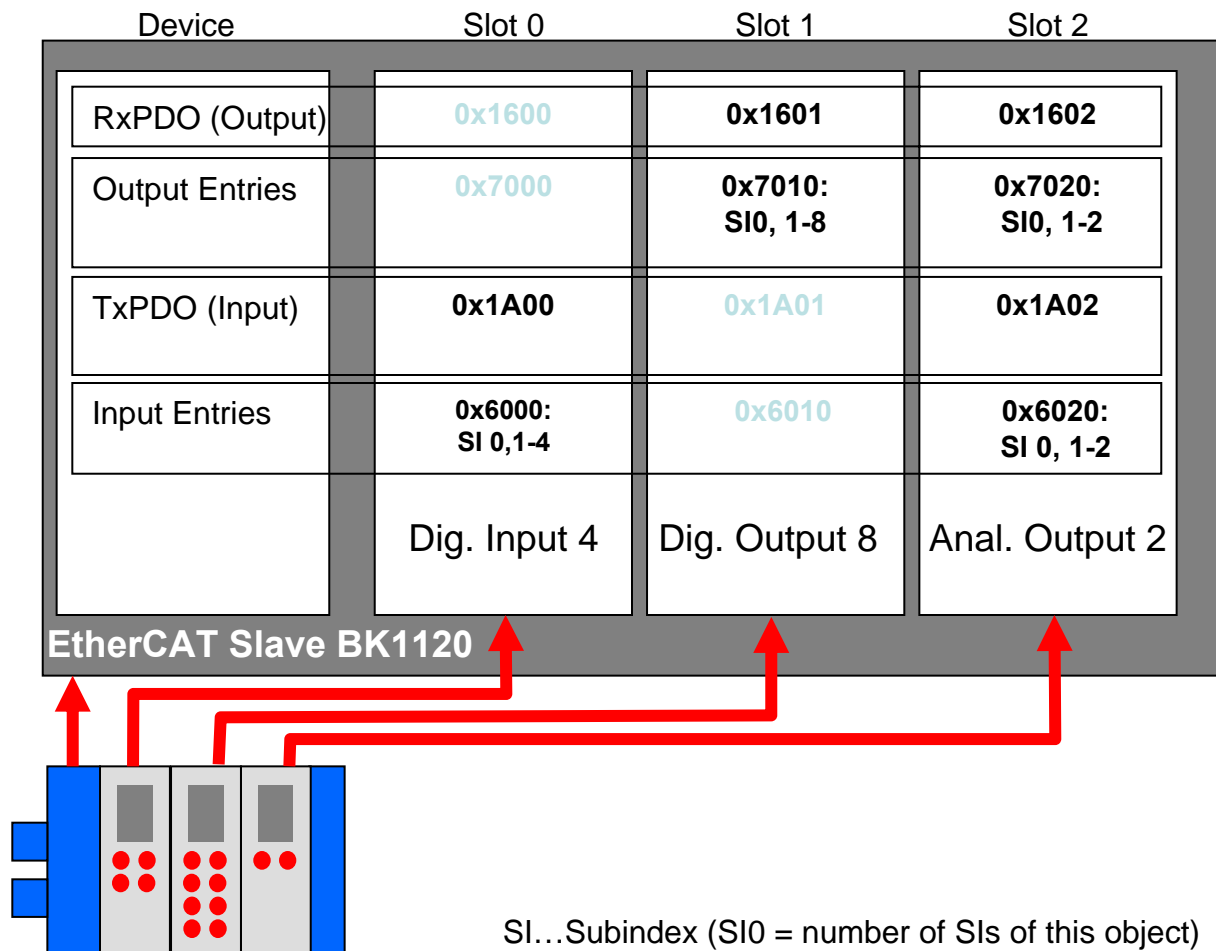 Device Slot 0 Slot 1 Slot 2
RxPDO (Output) 0x1600 0x1601 0x1602
Output Entries 0x7000 0x7010: 0x7020:
SI0, 1-8 SI0, 1-2
TxPDO (Input) 0x1A00 0x1A01 0x1A02
Input Entries 0x6000: 0x6010 0x6020:
SI 0,1-4 SI 0, 1-2
Dig. Input 4 Dig. Output 8 Anal. Output 2
EtherCAT Slave BK1120
SI…Subindex (SI0 = number of SIs of this object)